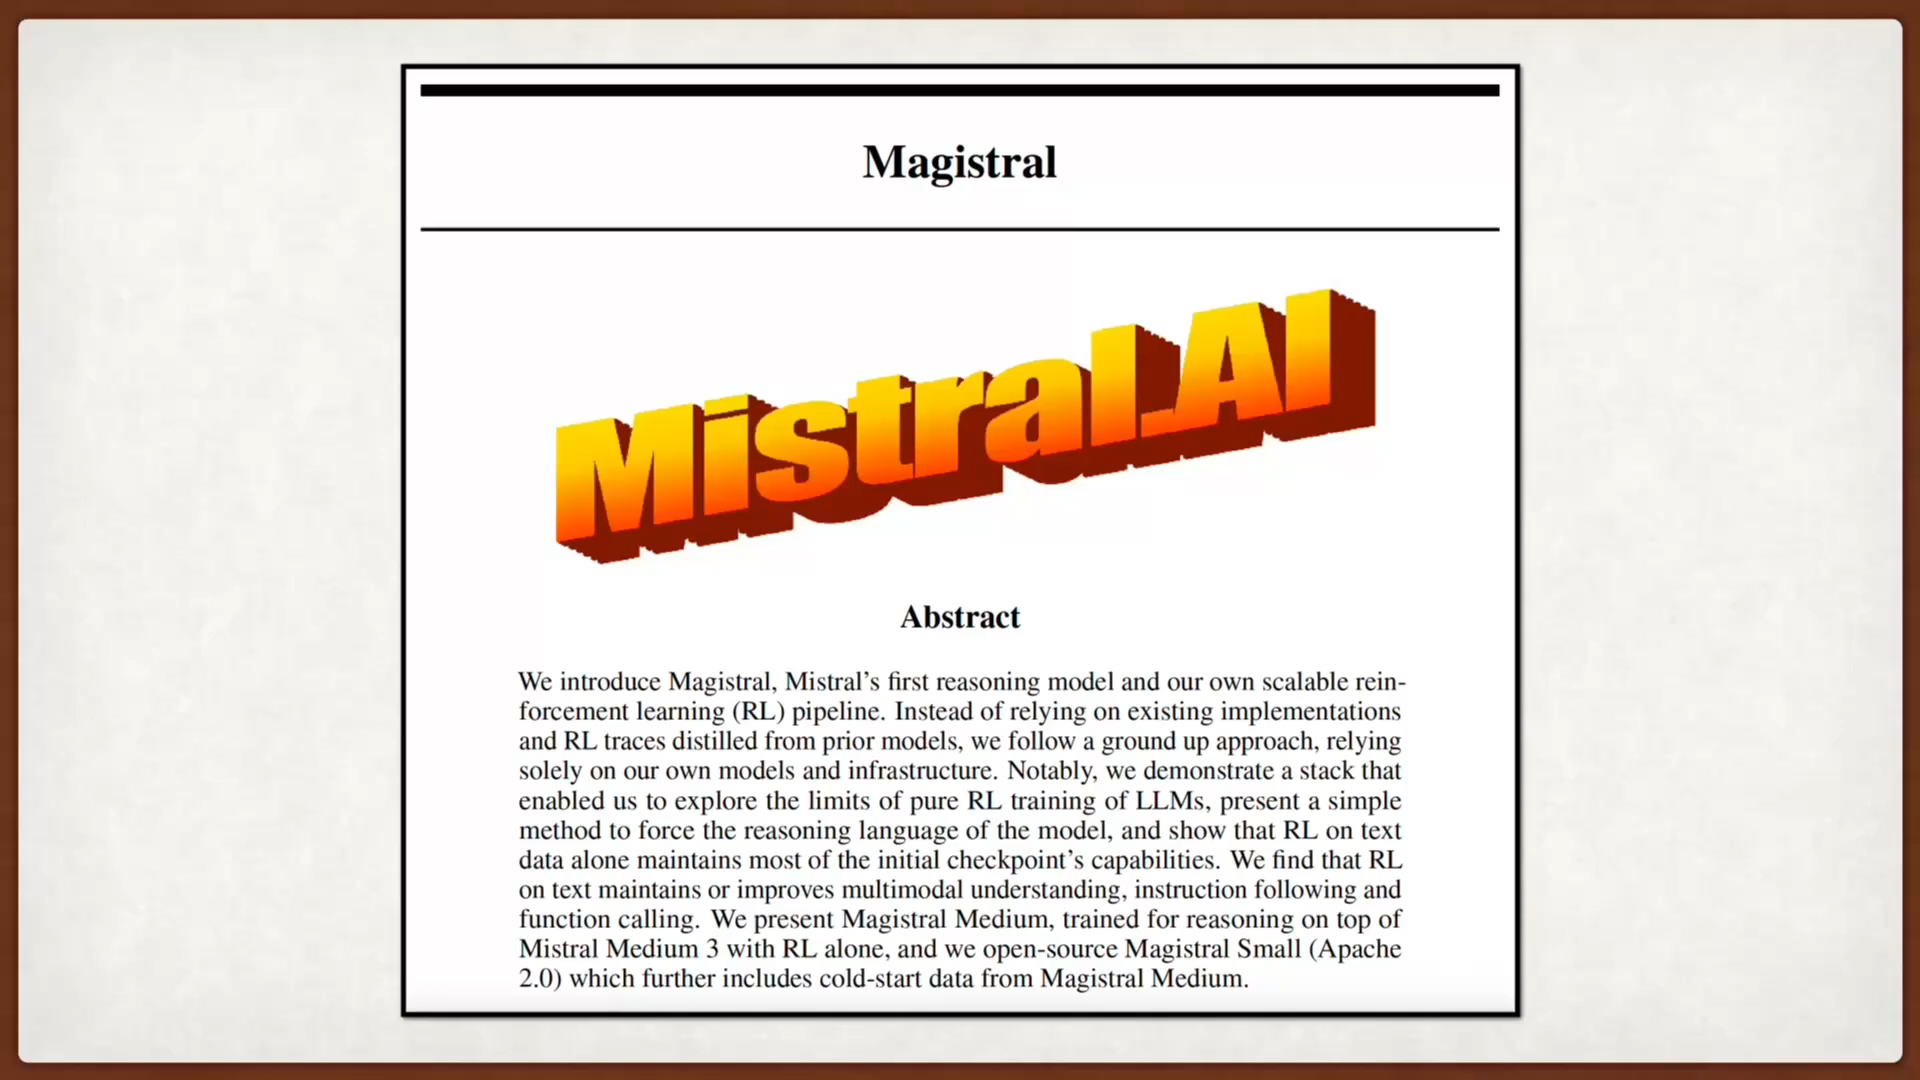 Magistral
Mistral.AI
Abstract
We introduce Magistral, Mistral’s first reasoning model and our own scalable rein-
forcement learning (RL) pipeline. Instead of relying on existing implementations
and RL traces distilled from prior models, we follow a ground up approach, relying
solely on our own models and infrastructure. Notably, we demonstrate a stack that
enabled us to explore the limits of pure RL training of LLMs, present a simple
method to force the reasoning language of the model, and show that RL on text
data alone maintains most of the initial checkpoint’s capabilities. We find that RL
on text maintains or improves multimodal understanding, instruction following and
function calling. We present Magistral Medium, trained for reasoning on top of
Mistral Medium 3 with RL alone, and we open-source Magistral Small (Apache
2.0) which further includes cold-start data from Magistral Medium.